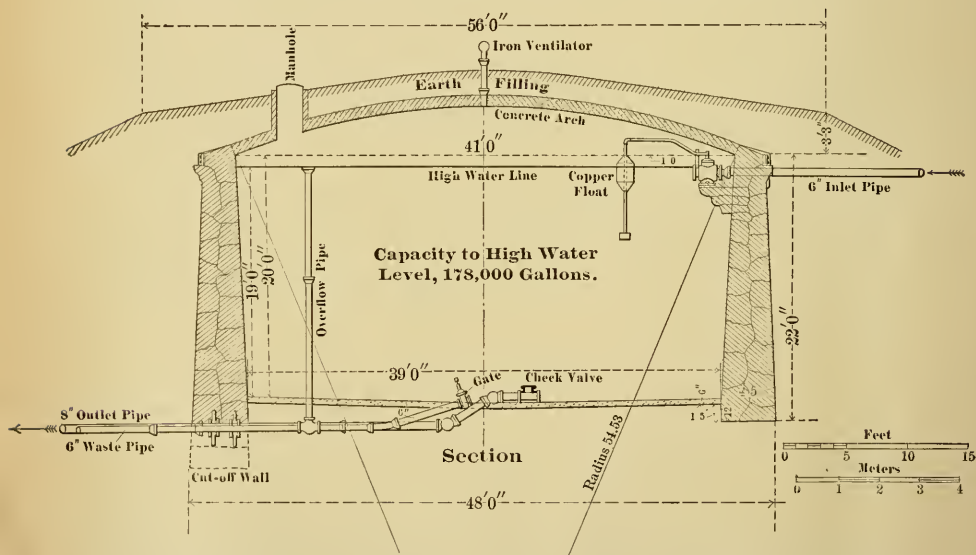 56'0"
Manhole
Iron Ventilator
Earth Filling
Concrete Arch
3'3"
41'0"
High Water Line
Copper
Float
6" Inlet Pipe
Capacity to High Water
Level, 178,000 Gallons.
Overflow Pipe
19'0"
20'0"
22'0"
39'0"
Gate
Check Valve
6"
6"
8" Outlet Pipe
6" Waste Pipe
Cut-off Wall
Section
Radius 54.53
48'0"
Feet
0 5 10 15
Meters
0 1 2 3 4